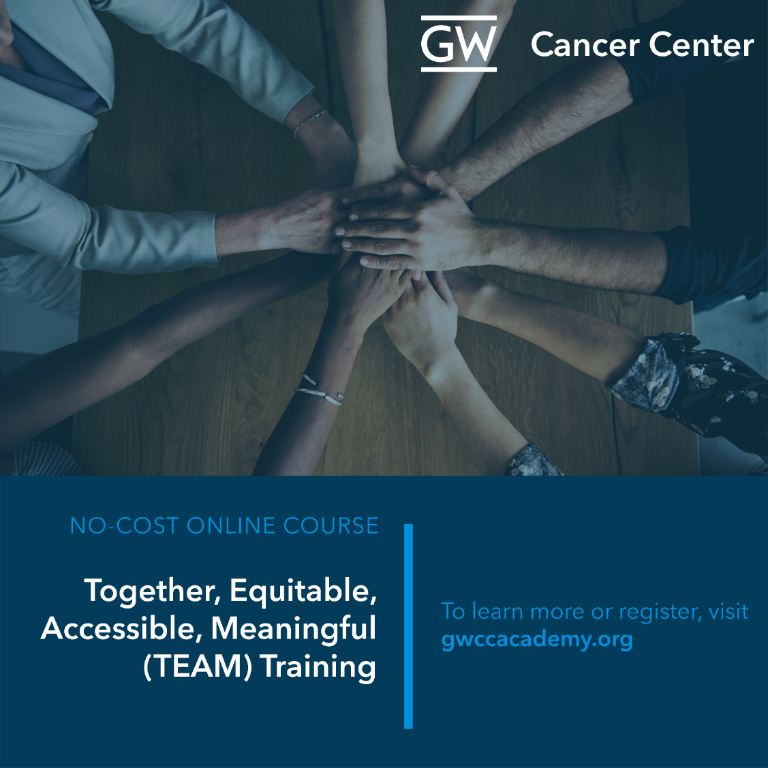 GW Cancer Center
NO-COST ONLINE COURSE
Together, Equitable,
Accessible, Meaningful
(TEAM) Training
To learn more or register, visit
gwccacademy.org